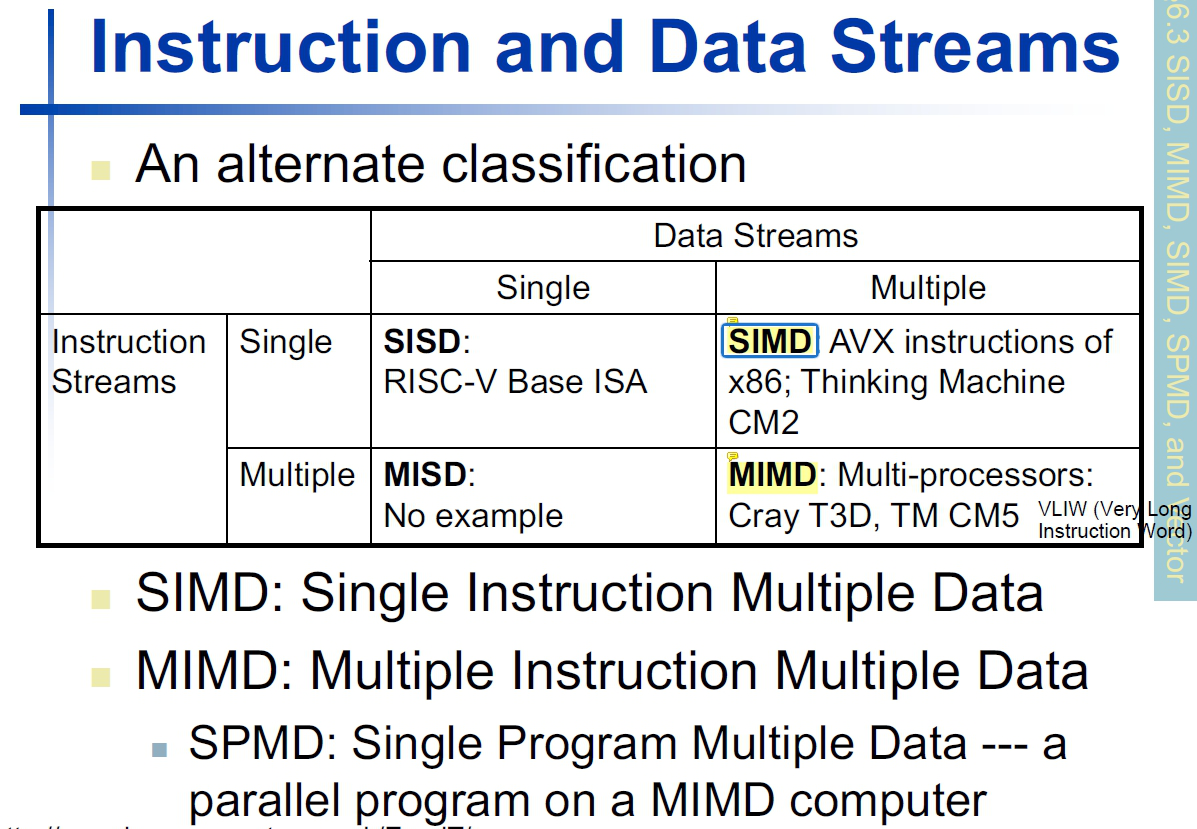 Instruction and Data Streams
An alternate classification
Data Streams
Single
Multiple
Instruction
Streams
Single
SISD:
RISC-V Base ISA
SIMD: AVX instructions of
x86; Thinking Machine
CM2
Multiple
MISD:
No example
MIMD: Multi-processors:
Cray T3D, TM CM5
VLIW (Very Long
Instruction Word)
SIMD: Single Instruction Multiple Data
MIMD: Multiple Instruction Multiple Data
SPMD: Single Program Multiple Data --- a
parallel program on a MIMD computer
6.3 SISD, MIMD, SIMD, SPMD, and Vector